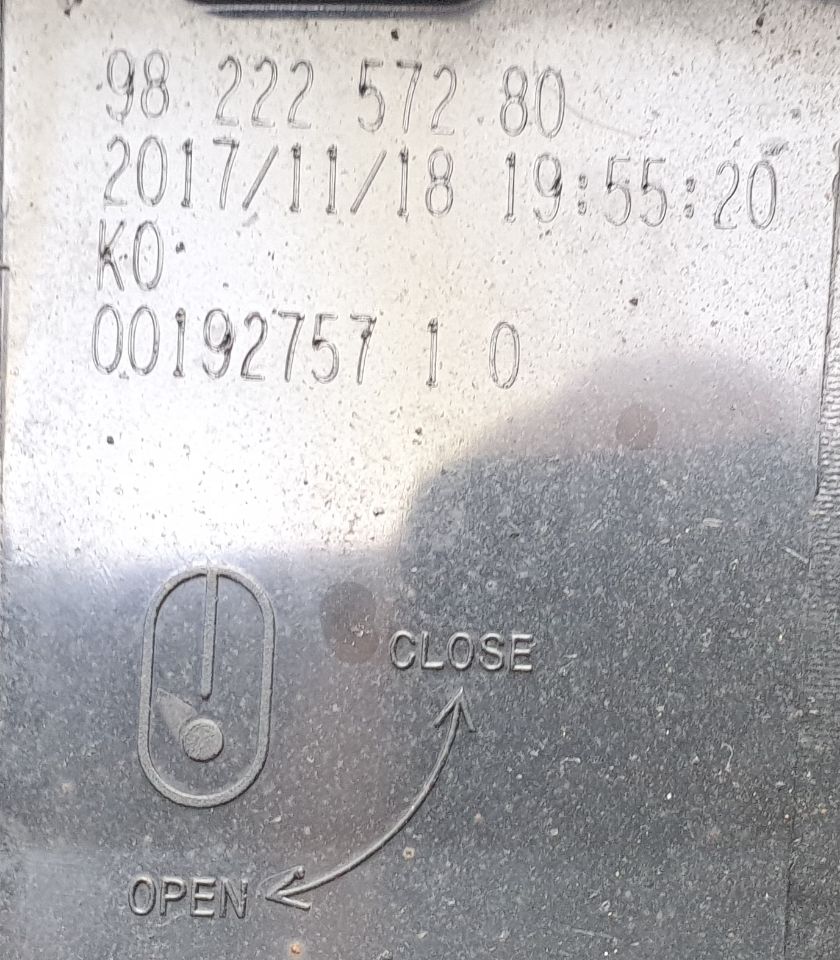 98 222 572 80
2017/11/18 19:55:20
K0
00192757 1 0
CLOSE
OPEN